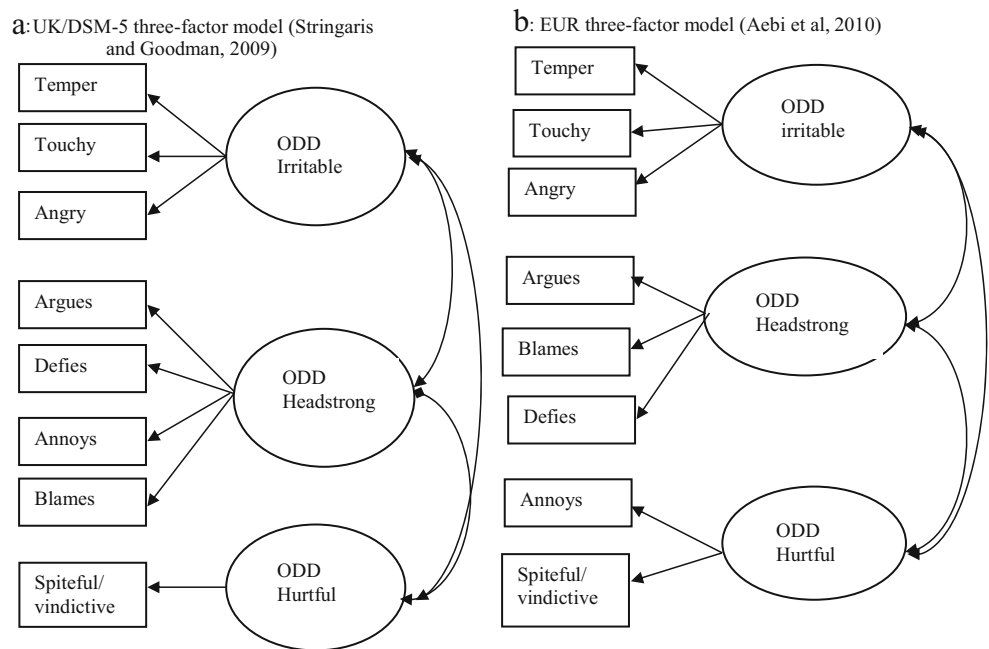 a: UK/DSM-5 three-factor model (Stringaris
and Goodman, 2009)
Temper
Touchy
Angry
ODD
Irritable
Argues
Defies
Annoys
Blames
ODD
Headstrong
Spiteful/
vindictive
ODD
Hurtful
b: EUR three-factor model (Aebi et al, 2010)
Temper
Touchy
Angry
ODD
irritable
Argues
Blames
Defies
ODD
Headstrong
Annoys
Spiteful/
vindictive
ODD
Hurtful